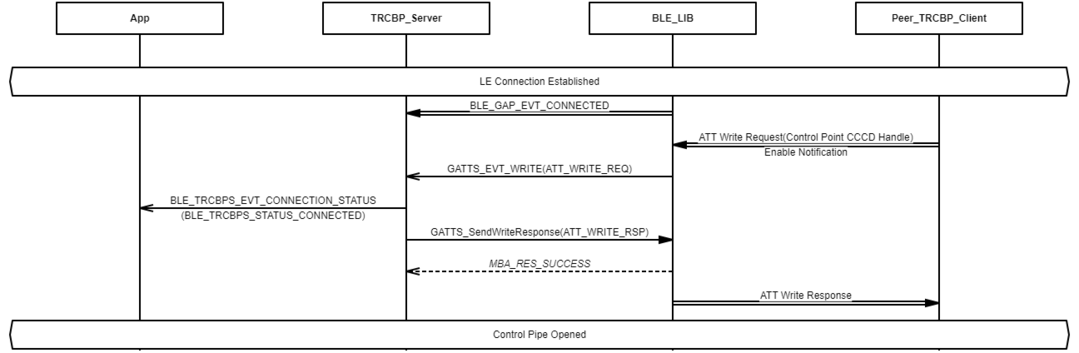 App
TRCBP_Server
BLE_LIB
Peer_TRCBP_Client
LE Connection Established
BLE_GAP_EVT_CONNECTED
ATT Write Request(Control Point CCCD Handle)
Enable Notification
GATTS_EVT_WRITE(ATT_WRITE_REQ)
BLE_TRCBPS_EVT_CONNECTION_STATUS
(BLE_TRCBPS_STATUS_CONNECTED)
GATTS_SendWriteResponse(ATT_WRITE_RSP)
MBA_RES_SUCCESS
ATT Write Response
Control Pipe Opened